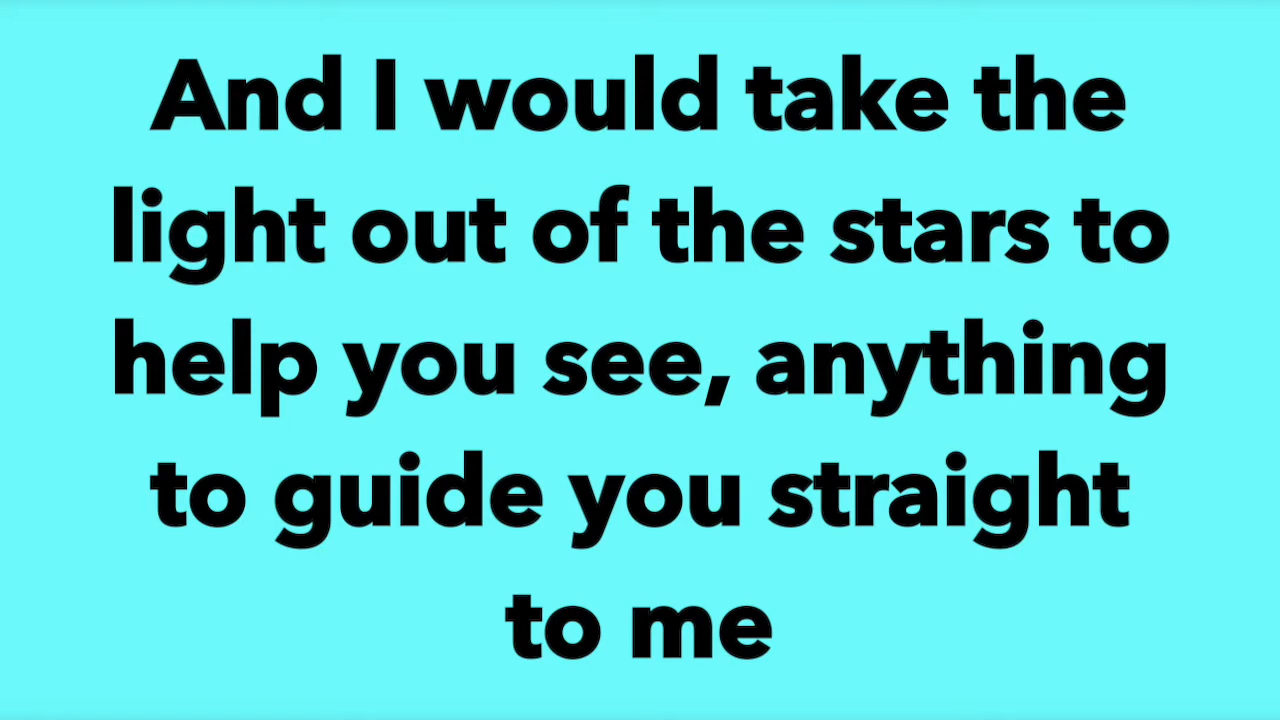 And I would take the
light out of the stars to
help you see, anything
to guide you straight
to me